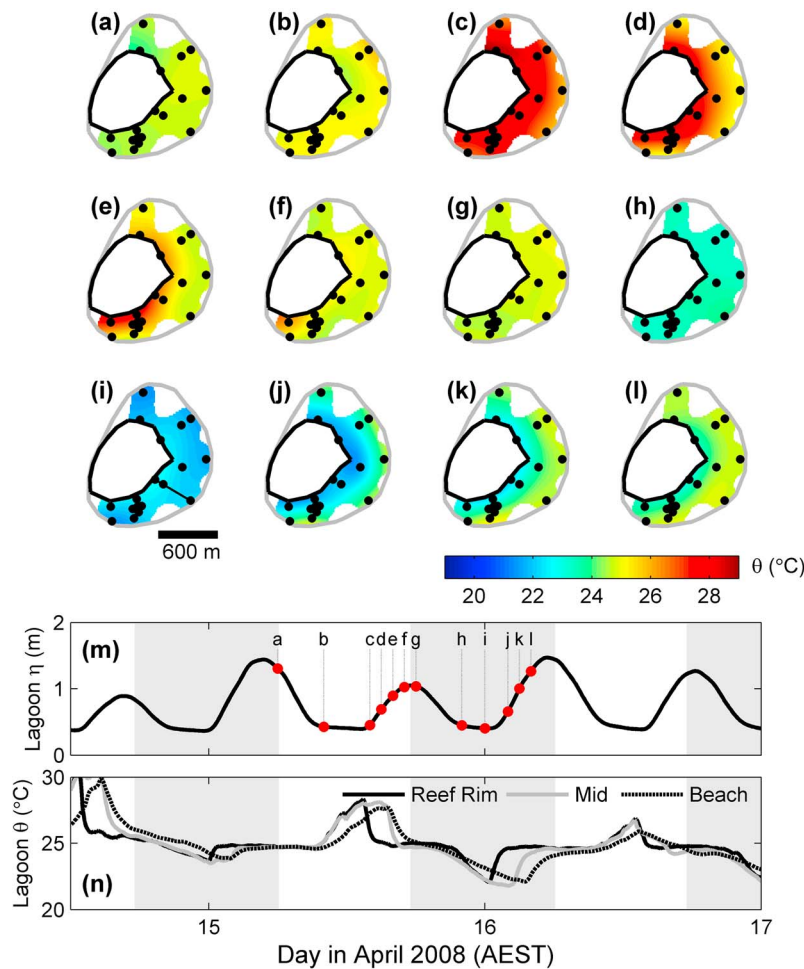 (a) (b) (c) (d)
(e) (f) (g) (h)
(i) (j) (k) (l)
600 m
20 22 24 26 28 θ (°C)
(m)
Lagoon η (m)
2
1
0
a b c d e f g h i j k l
(n)
Lagoon θ (°C)
30
25
20
Reef Rim Mid Beach
15 16 17
Day in April 2008 (AEST)